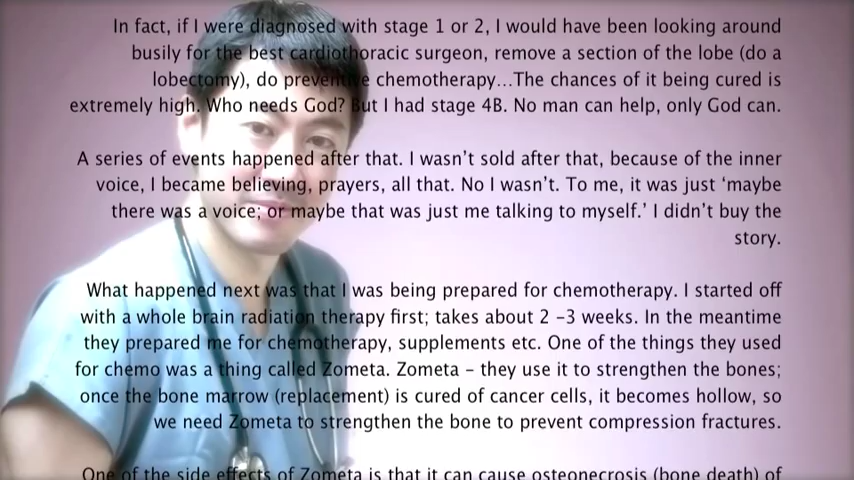 In fact, if I were diagnosed with stage 1 or 2, I would have been looking around
busily for the best cardiothoracic surgeon, remove a section of the lobe (do a
lobectomy), do preventive chemotherapy...The chances of it being cured is
extremely high. Who needs God? But I had stage 4B. No man can help, only God can.
A series of events happened after that. I wasn't sold after that, because of the inner
voice, I became believing, prayers, all that. No I wasn't. To me, it was just 'maybe
there was a voice; or maybe that was just me talking to myself.' I didn't buy the
story.
What happened next was that I was being prepared for chemotherapy. I started off
with a whole brain radiation therapy first; takes about 2 -3 weeks. In the meantime
they prepared me for chemotherapy, supplements etc. One of the things they used
for chemo was a thing called Zometa. Zometa – they use it to strengthen the bones;
once the bone marrow (replacement) is cured of cancer cells, it becomes hollow, so
we need Zometa to strengthen the bone to prevent compression fractures.
One of the side effects of Zometa is that it can cause osteonecrosis (bone death) of